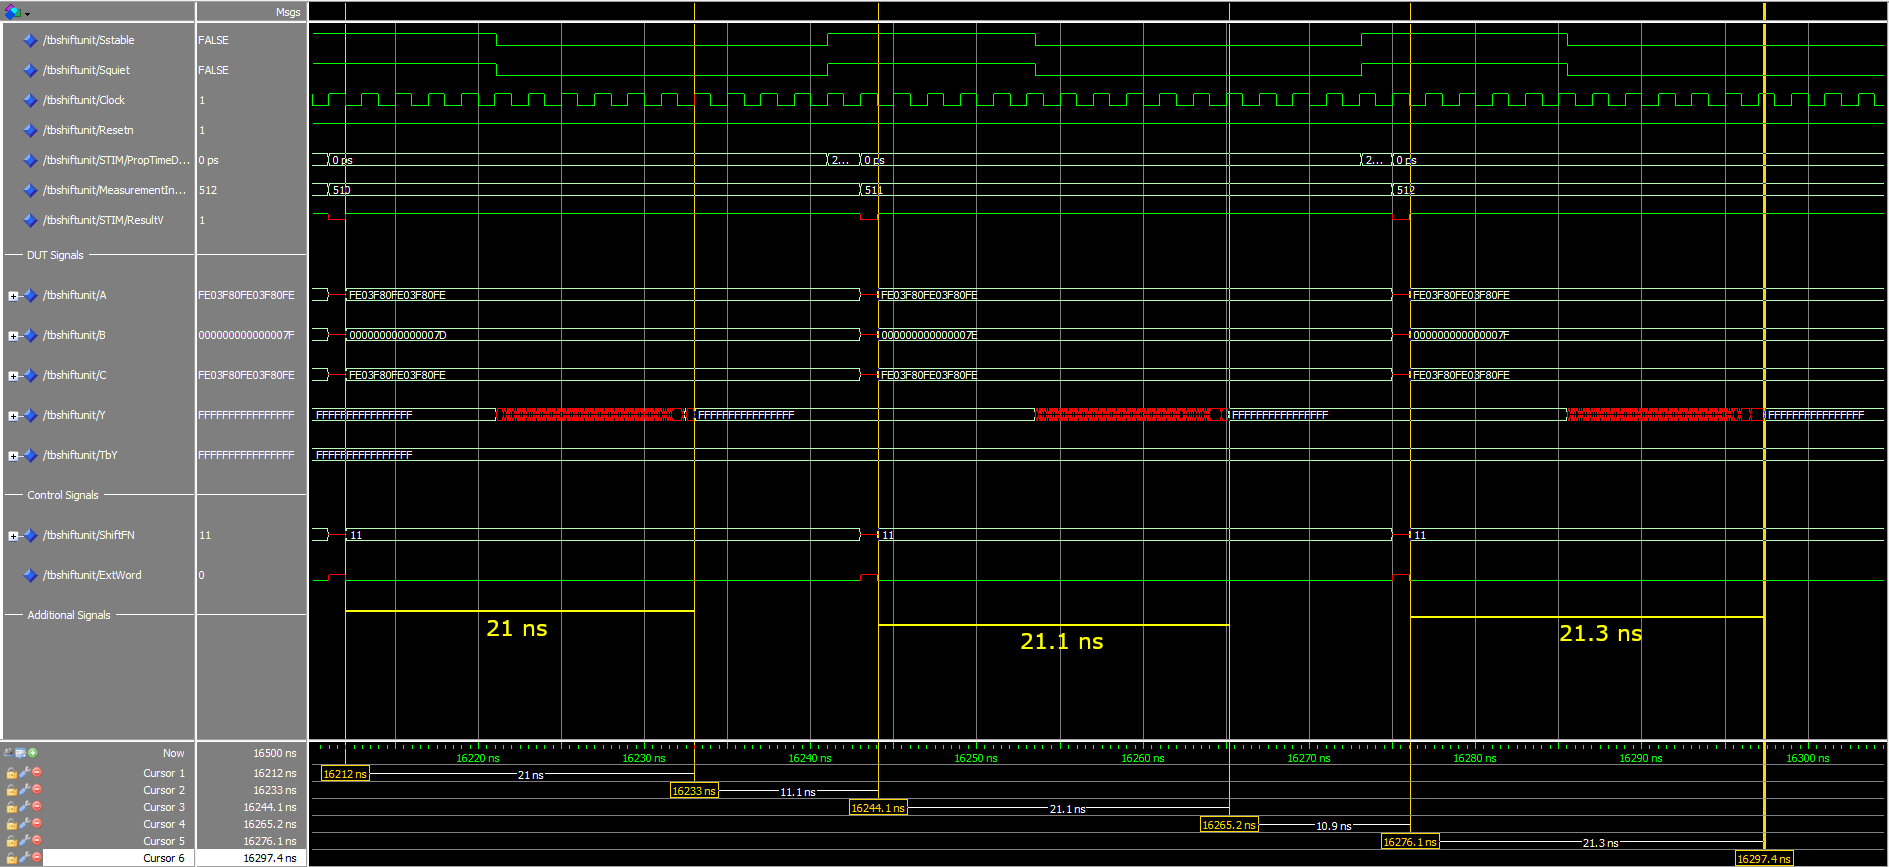 Msgs
/tbshiftunit/Sstable FALSE
/tbshiftunit/Squiet FALSE
/tbshiftunit/Clock 1
/tbshiftunit/Resetn 1
/tbshiftunit/STIM/PropTimeD... 0 ps 0 ps 2... 0 ps 2... 0 ps
/tbshiftunit/MeasurementIn... 512 510 511 512
/tbshiftunit/STIM/ResultV 1
DUT Signals
/tbshiftunit/A FE03F80FE03F80FE FE03F80FE03F80FE FE03F80FE03F80FE FE03F80FE03F80FE
/tbshiftunit/B 000000000000007F 000000000000007D 000000000000007E 000000000000007F
/tbshiftunit/C FE03F80FE03F80FE FE03F80FE03F80FE FE03F80FE03F80FE FE03F80FE03F80FE
/tbshiftunit/Y FFFFFFFFFFFFFFFF FFFFFFFFFFFFFFFF FFFFFFFFFFFFFFFF FFFFFFFFFFFFFFFF FFFFFFFFFFFFFFFF
/tbshiftunit/TbY FFFFFFFFFFFFFFFF FFFFFFFFFFFFFFFF
Control Signals
/tbshiftunit/ShiftFN 11 11 11 11
/tbshiftunit/ExtWord 0
Additional Signals
21 ns 21.1 ns 21.3 ns
Now 16500 ns 16220 ns 16230 ns 16240 ns 16250 ns 16260 ns 16270 ns 16280 ns 16290 ns 16300 ns
Cursor 1 16212 ns 16212 ns 21 ns
Cursor 2 16233 ns 16233 ns 11.1 ns
Cursor 3 16244.1 ns 16244.1 ns 21.1 ns
Cursor 4 16265.2 ns 16265.2 ns 10.9 ns
Cursor 5 16276.1 ns 16276.1 ns 21.3 ns
Cursor 6 16297.4 ns 16297.4 ns